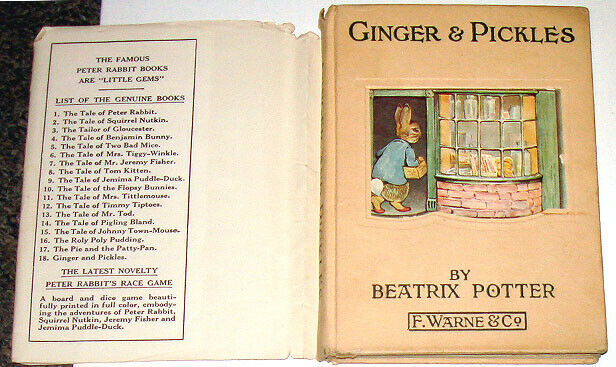 THE FAMOUS
PETER RABBIT BOOKS
ARE "LITTLE GEMS"
LIST OF THE GENUINE BOOKS
1. The Tale of Peter Rabbit.
2. The Tale of Squirrel Nutkin.
3. The Tailor of Gloucester.
4. The Tale of Benjamin Bunny.
5. The Tale of Two Bad Mice.
6. The Tale of Mrs. Tiggy-Winkle.
7. The Tale of Mr. Jeremy Fisher.
8. The Tale of Tom Kitten.
9. The Tale of Jemima Puddle-Duck.
10. The Tale of the Flopsy Bunnies.
11. The Tale of Mrs. Tittlemouse.
12. The Tale of Timmy Tiptoes.
13. The Tale of Mr. Tod.
14. The Tale of Pigling Bland.
15. The Tale of Johnny Town-Mouse.
16. The Roly Poly Pudding.
17. The Pie and the Patty-Pan.
18. Ginger and Pickles.
THE LATEST NOVELTY
PETER RABBIT'S RACE GAME
A board and dice game beauti-
fully printed in full color, embody-
ing the adventures of Peter Rabbit,
Squirrel Nutkin, Jeremy Fisher and
Jemima Puddle-Duck.
GINGER & PICKLES
BY
BEATRIX POTTER
F. WARNE & Co